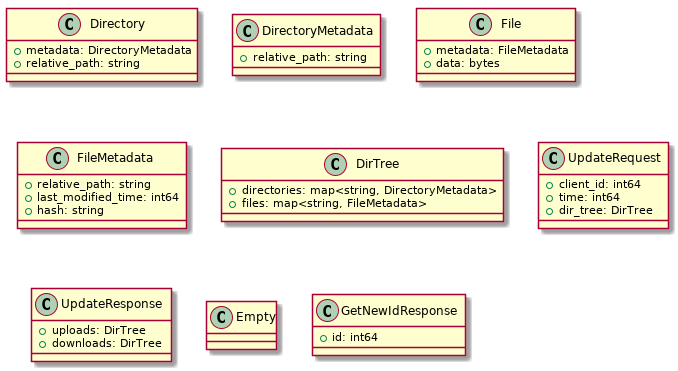 C Directory
metadata: DirectoryMetadata
relative_path: string
C DirectoryMetadata
relative_path: string
C File
metadata: FileMetadata
data: bytes
C FileMetadata
relative_path: string
last_modified_time: int64
hash: string
C DirTree
directories: map<string, DirectoryMetadata>
files: map<string, FileMetadata>
C UpdateRequest
client_id: int64
time: int64
dir_tree: DirTree
C UpdateResponse
uploads: DirTree
downloads: DirTree
C Empty
C GetNewIdResponse
id: int64